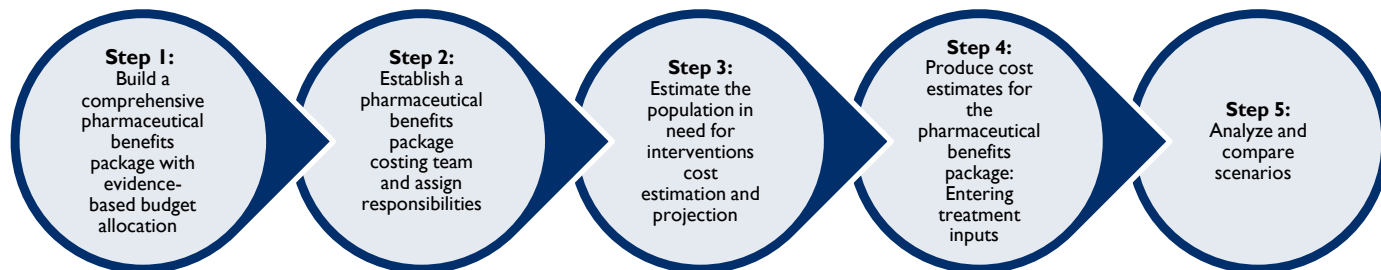 Step 1:
Build a
comprehensive
pharmaceutical
benefits
package with
evidence-
based budget
allocation
Step 2:
Establish a
pharmaceutical
benefits
package
costing team
and assign
responsibilities
Step 3:
Estimate the
population in
need for
interventions
cost
estimation and
projection
Step 4:
Produce cost
estimates for
the
pharmaceutical
benefits
package:
Entering
treatment
inputs
Step 5:
Analyze and
compare
scenarios